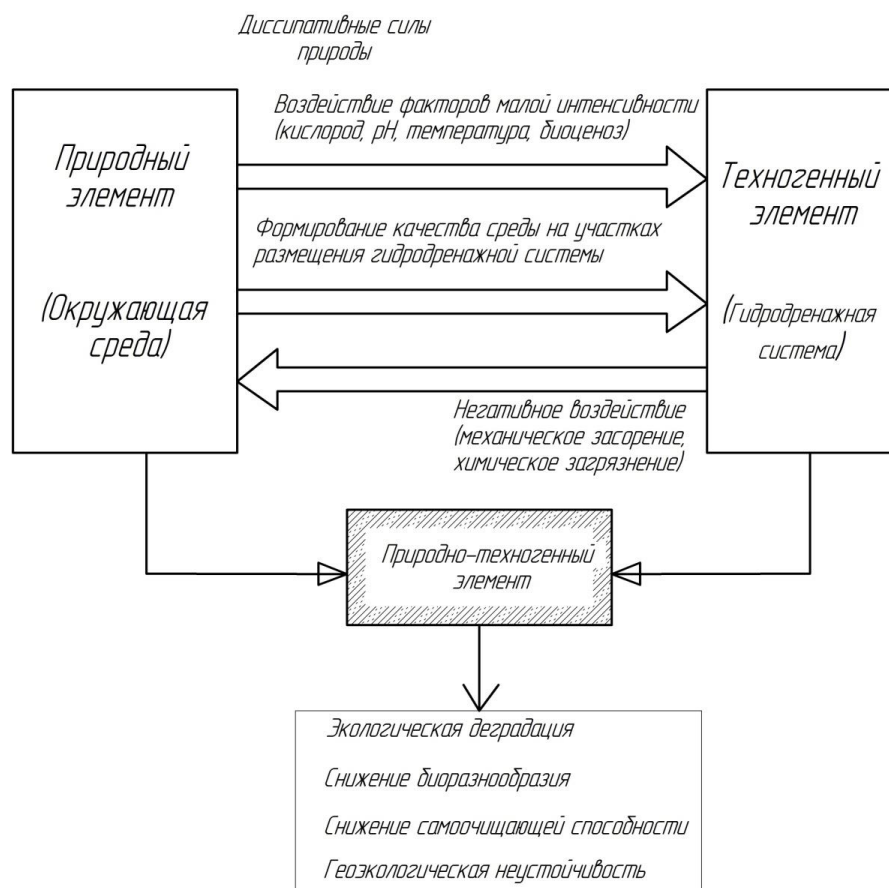 Диссипативные силы
природы
Воздействие факторов малой интенсивности
(кислород, рН, температура, биоценоз)
Природный
элемент
(Окружающая
среда)
Формирование качества среды на участках
размещения гидродренажной системы
Техногенный
элемент
(Гидродренажная
система)
Негативное воздействие
(механическое засорение,
химическое загрязнение)
Природно-техногенный
элемент
Экологическая деградация
Снижение биоразнообразия
Снижение самоочищающей способности
Геоэкологическая неустойчивость